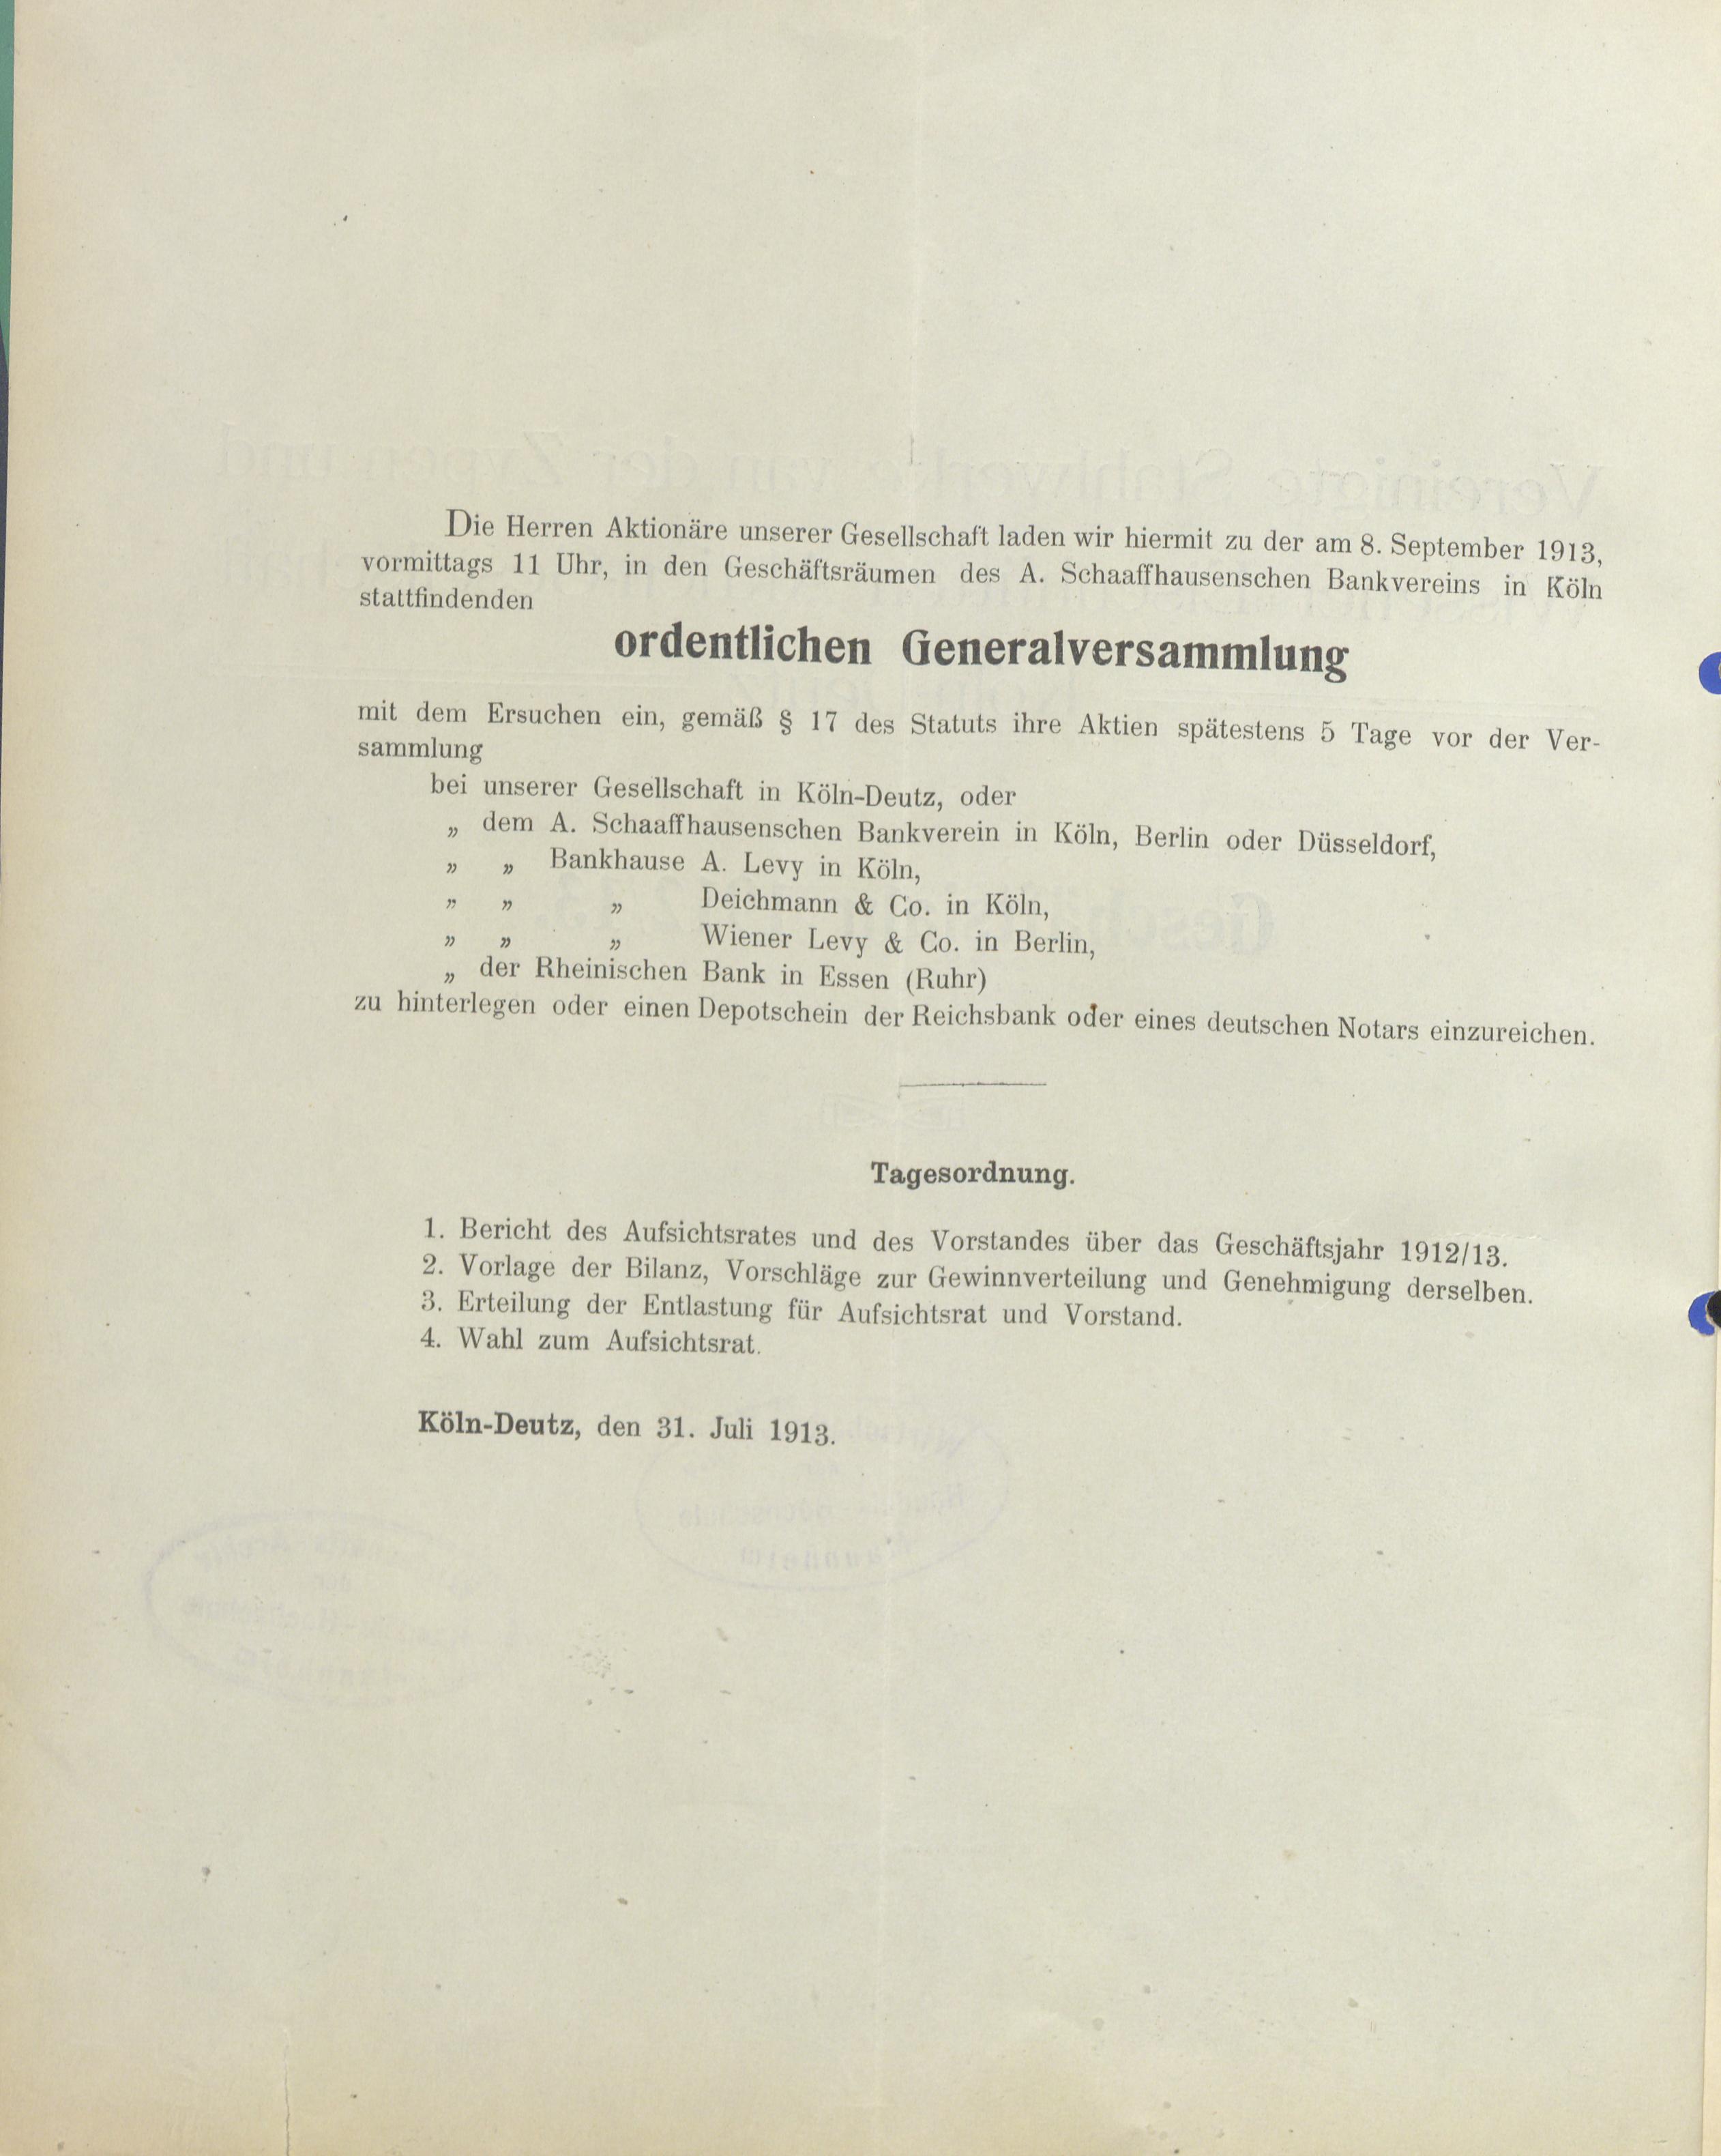 Die Herren Aktionäre unserer Gesellschaft laden wir hiermit zu der am 8. September 1913,
vormittags 11 Uhr, in den Geschäftsräumen des A. Schaaffhausenschen Bankvereins in Köln
stattfindenden
ordentlichen Generalversammlung
mit dem Ersuchen ein, gemäß § 17 des Statuts ihre Aktien spätestens 5 Tage vor der Ver-
sammlung
bei unserer Gesellschaft in Köln-Deutz, oder
„ dem A. Schaaffhausenschen Bankverein in Köln, Berlin oder Düsseldorf,
„ „ Bankhause A. Levy in Köln,
„ „ „ Deichmann & Co. in Köln,
„ „ „ Wiener Levy & Co. in Berlin,
„ der Rheinischen Bank in Essen (Ruhr)
zu hinterlegen oder einen Depotschein der Reichsbank oder eines deutschen Notars einzureichen.
Tagesordnung.
1. Bericht des Aufsichtsrates und des Vorstandes über das Geschäftsjahr 1912/13.
2. Vorlage der Bilanz, Vorschläge zur Gewinnverteilung und Genehmigung derselben.
3. Erteilung der Entlastung für Aufsichtsrat und Vorstand.
4. Wahl zum Aufsichtsrat.
Köln-Deutz, den 31. Juli 1913.